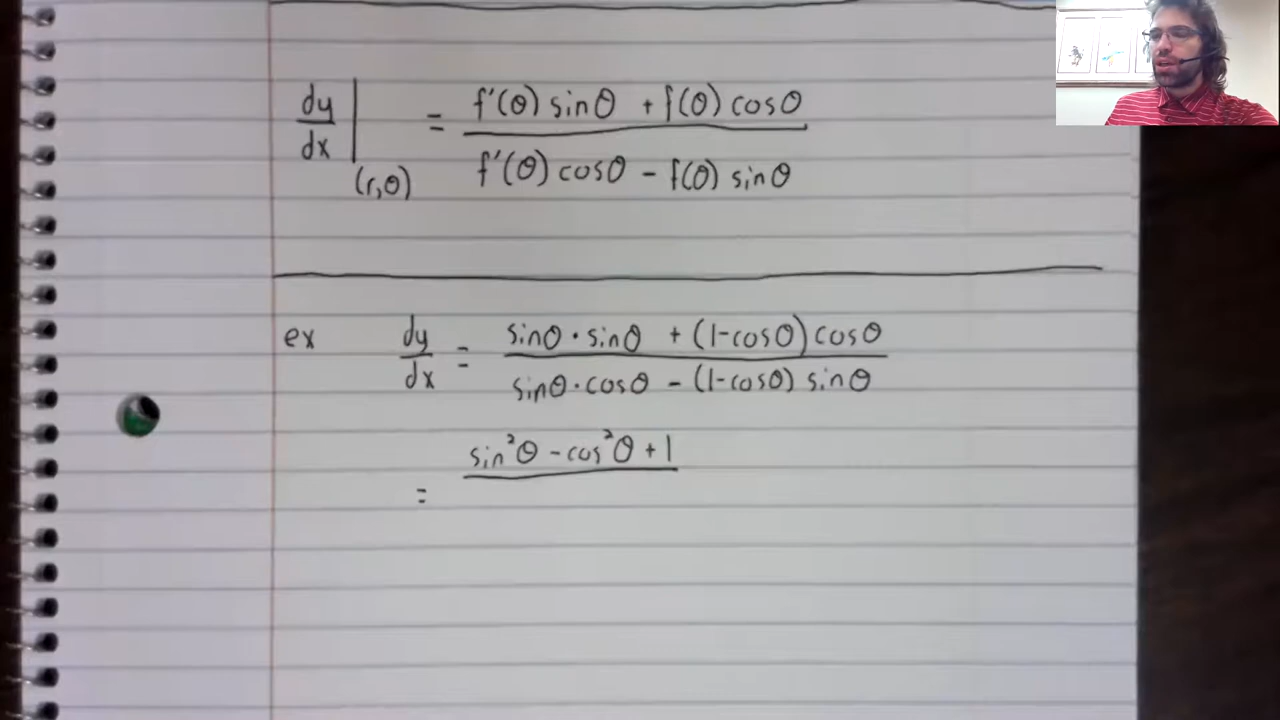 dy/dx |(r,θ) = (f'(θ) sinθ + f(θ) cosθ) / (f'(θ) cosθ - f(θ) sinθ)
ex dy/dx = (sinθ · sinθ + (1-cosθ) cosθ) / (sinθ · cosθ - (1-cosθ) sinθ)
= sin²θ - cos²θ + 1